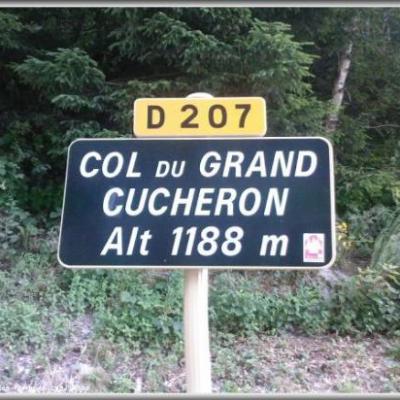 D 207
COL DU GRAND
CUCHERON
Alt 1188 m